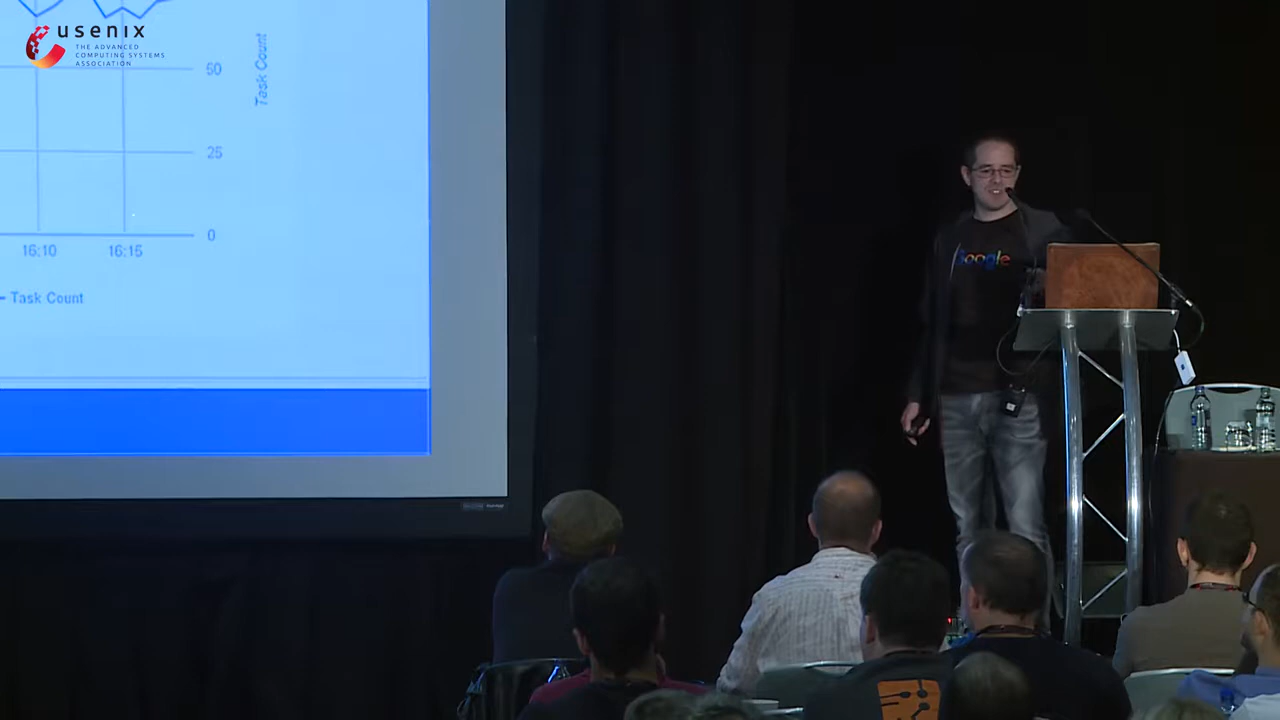 usenix
THE ADVANCED
COMPUTING SYSTEMS
ASSOCIATION
50
25
0
Task Count
16:10
16:15
Task Count
Google